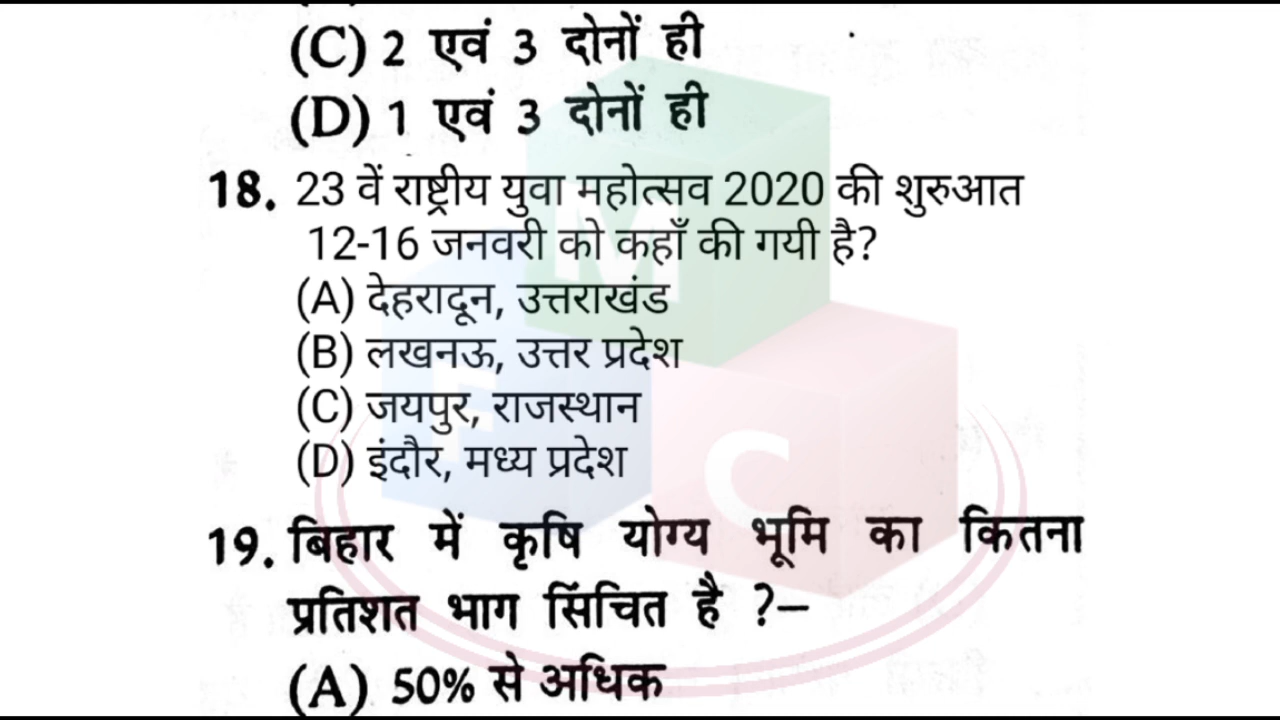 (C) 2 एवं 3 दोनों ही
(D) 1 एवं 3 दोनों ही
18. 23 वें राष्ट्रीय युवा महोत्सव 2020 की शुरुआत
12-16 जनवरी को कहाँ की गयी है?
(A) देहरादून, उत्तराखंड
(B) लखनऊ, उत्तर प्रदेश
(C) जयपुर, राजस्थान
(D) इंदौर, मध्य प्रदेश
19. बिहार में कृषि योग्य भूमि का कितना
प्रतिशत भाग सिंचित है ?–
(A) 50% से अधिक
M
F
C